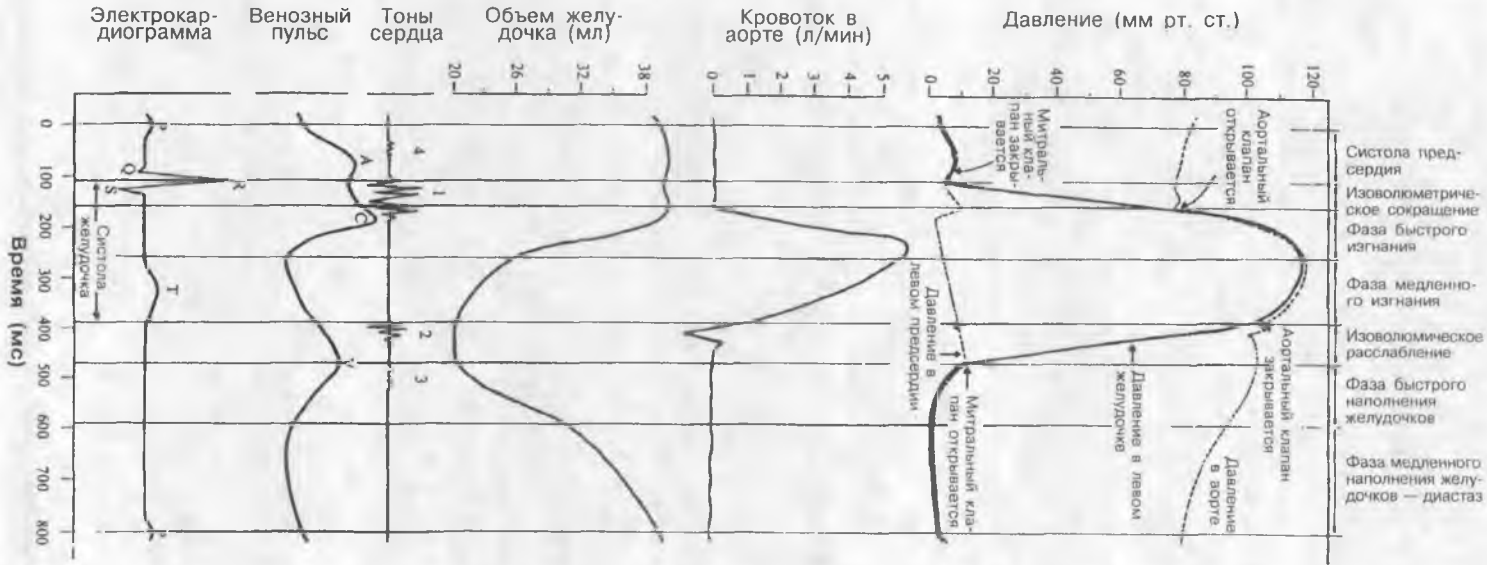 Электрокар-
диограмма
Венозный
пульс
Тоны
сердца
Объем желу-
дочка (мл)
Кровоток в
аорте (л/мин)
Давление (мм рт. ст.)
20
26
32
38
0
1
2
3
4
5
0
20
40
60
80
100
120
0
100
200
300
400
500
600
700
800
Время (мс)
P
Q
R
S
T
P
Систола
желудочка
A
C
V
4
1
2
3
Митраль-
ный кла-
пан закры-
вается
Аортальный
клапан
открывается
Давление в
левом предсердии
Митральный кла-
пан открывается
Давление в левом
желудочке
Аортальный клапан
закрывается
Давление
в аорте
Систола пред-
сердия
Изоволюметриче-
ское сокращение
Фаза быстрого
изгнания
Фаза медленно-
го изгнания
Изоволюмическое
расслабление
Фаза быстрого
наполнения
желудочков
Фаза медленного
наполнения желу-
дочков — диастаз